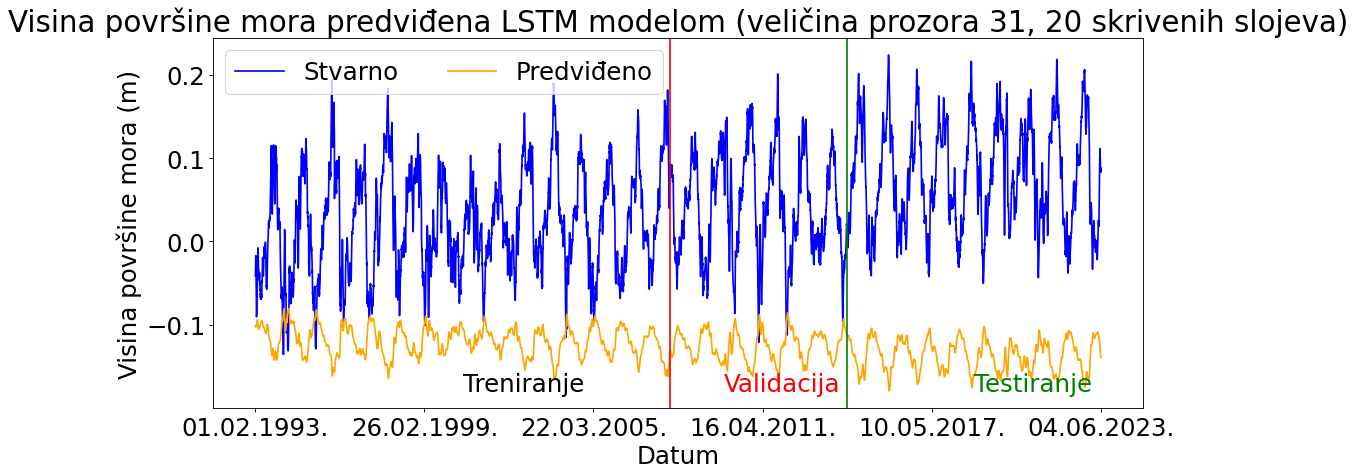 Visina površine mora predviđena LSTM modelom (veličina prozora 31, 20 skrivenih slojeva)
Stvarno
Predviđeno
Visina površine mora (m)
0.2
0.1
0.0
−0.1
Treniranje
Validacija
Testiranje
01.02.1993.
26.02.1999.
22.03.2005.
16.04.2011.
10.05.2017.
04.06.2023.
Datum